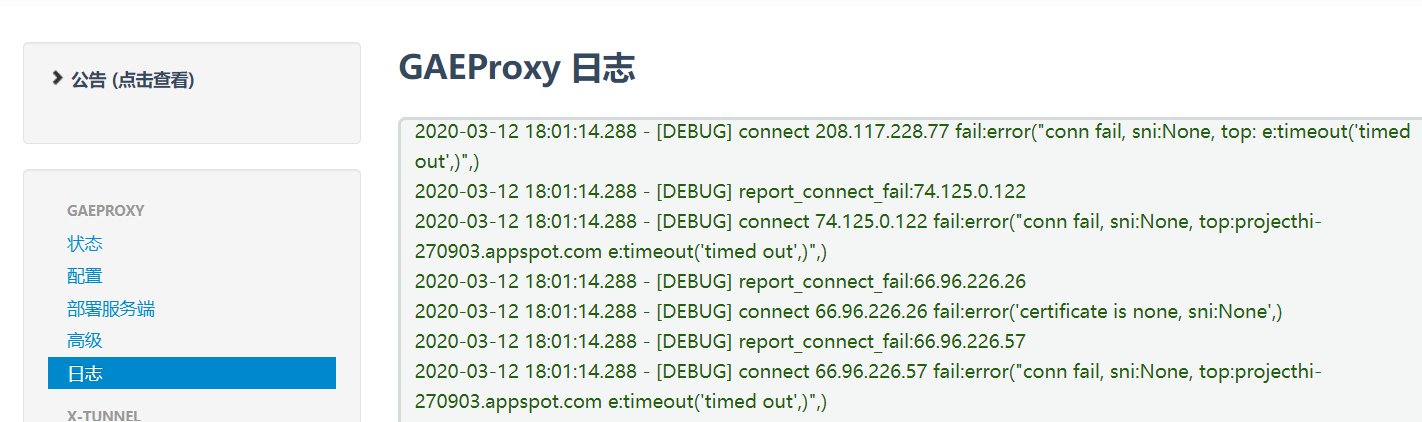 公告 (点击查看)
GAEPROXY
状态
配置
部署服务端
高级
日志
X-TUNNEL
GAEProxy 日志
2020-03-12 18:01:14.288 - [DEBUG] connect 208.117.228.77 fail:error("conn fail, sni:None, top: e:timeout('timed
out',)",)
2020-03-12 18:01:14.288 - [DEBUG] report_connect_fail:74.125.0.122
2020-03-12 18:01:14.288 - [DEBUG] connect 74.125.0.122 fail:error("conn fail, sni:None, top:projecthi-
270903.appspot.com e:timeout('timed out',)",)
2020-03-12 18:01:14.288 - [DEBUG] report_connect_fail:66.96.226.26
2020-03-12 18:01:14.288 - [DEBUG] connect 66.96.226.26 fail:error('certificate is none, sni:None',)
2020-03-12 18:01:14.288 - [DEBUG] report_connect_fail:66.96.226.57
2020-03-12 18:01:14.288 - [DEBUG] connect 66.96.226.57 fail:error("conn fail, sni:None, top:projecthi-
270903.appspot.com e:timeout('timed out',)",)